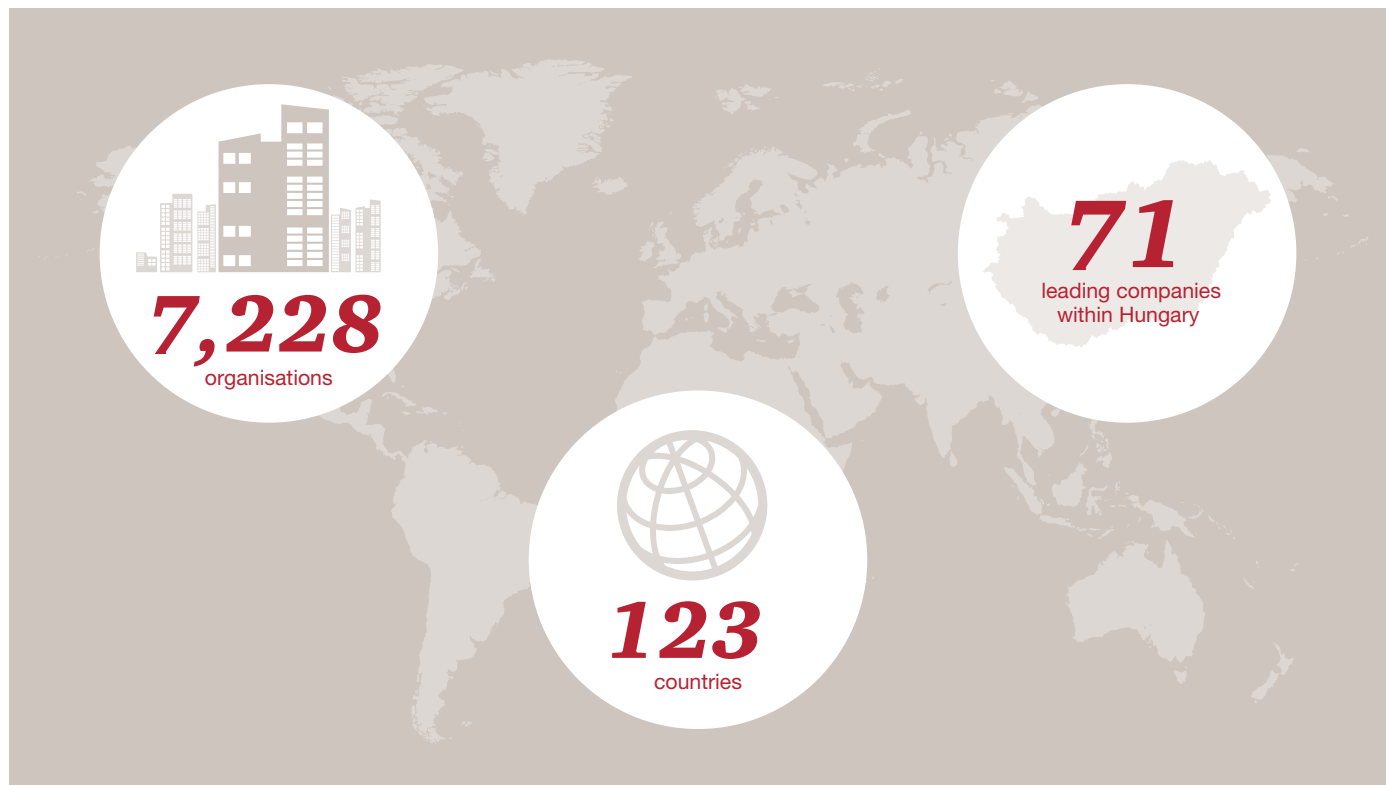 7,228
organisations
71
leading companies
within Hungary
123
countries